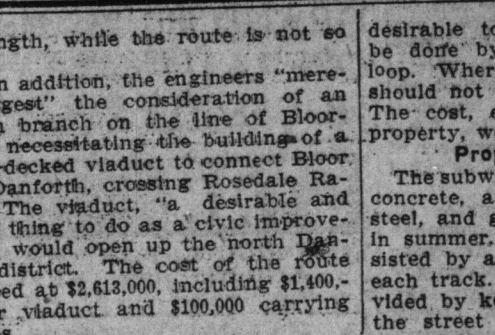 ngth, while the route is not so
n addition, the engineers "mere-
gest" the consideration of an
branch on the line of Bloor-
necessitating the building of a
-decked viaduct to connect Bloor
Danforth, crossing Rosedale Ra-
The viaduct, "a desirable and
thing to do as a civic improve-
would open up the north Dan-
district. The cost of the route
ed at $2,613,000, including $1,400,-
r viaduct and $100,000 carrying
desirable to
be done by
loop. Wher
should not
The cost,
property, w
Pro
The subw
concrete, a
steel, and
in summer.
sisted by a
each track.
vided by k
the street